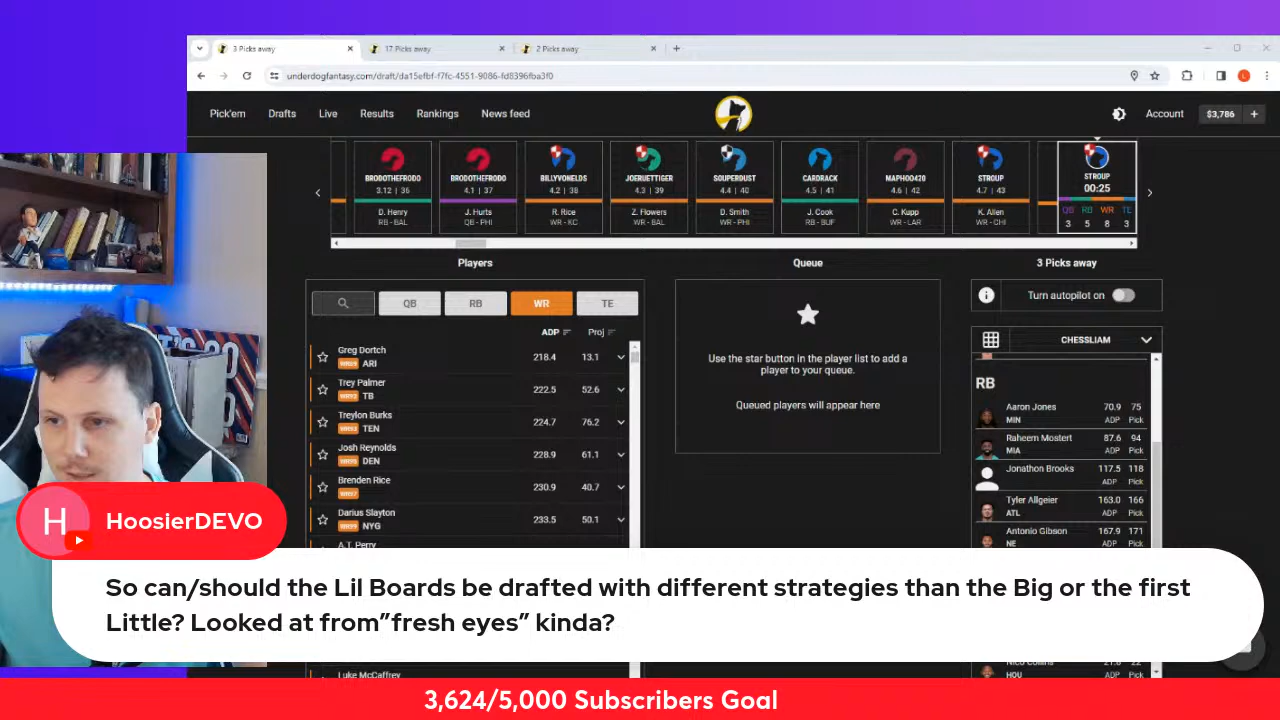 3 Picks away
17 Picks away
2 Picks away
underdogfantasy.com/draft/da15efbf-f7fc-4551-9086-fd8396fba3f0
Pick'em Drafts Live Results Rankings News feed
Account $3,786 +
BRODOTHEFRODO
3.12 | 36
D. Henry
RB - BAL
BRODOTHEFRODO
4.1 | 37
J. Hurts
QB - PHI
BILLYVONELDS
4.2 | 38
R. Rice
WR - KC
JOERUETTIGER
4.3 | 39
Z. Flowers
WR - BAL
SOUPERDUST
4.4 | 40
D. Smith
WR - PHI
CARDRACK
4.5 | 41
J. Cook
RB - BUF
MAPHOO420
4.6 | 42
C. Kupp
WR - LAR
STROUP
4.7 | 43
K. Allen
WR - CHI
STROUP
00:25
QB RB WR TE
3 5 8 3
Players
QB RB WR TE
ADP Proj
Greg Dortch
ARI
218.4 13.1
Trey Palmer
TB
222.5 52.6
Treylon Burks
TEN
224.7 76.2
Josh Reynolds
DEN
228.9 61.1
Brenden Rice
230.9 40.7
Darius Slayton
NYG
233.5 50.1
A.T. Perry
Luke McCaffrey
Queue
Use the star button in the player list to add a
player to your queue.
Queued players will appear here
3 Picks away
Turn autopilot on
CHESSLIAM
RB
Aaron Jones 70.9 75
MIN ADP Pick
Raheem Mostert 87.6 94
MIA ADP Pick
Jonathon Brooks 117.5 118
ADP Pick
Tyler Allgeier 163.0 166
ATL ADP Pick
Antonio Gibson 167.9 171
NE ADP Pick
Nico Collins
HOU ADP Pick
H HoosierDEVO
So can/should the Lil Boards be drafted with different strategies than the Big or the first
Little? Looked at from”fresh eyes” kinda?
3,624/5,000 Subscribers Goal